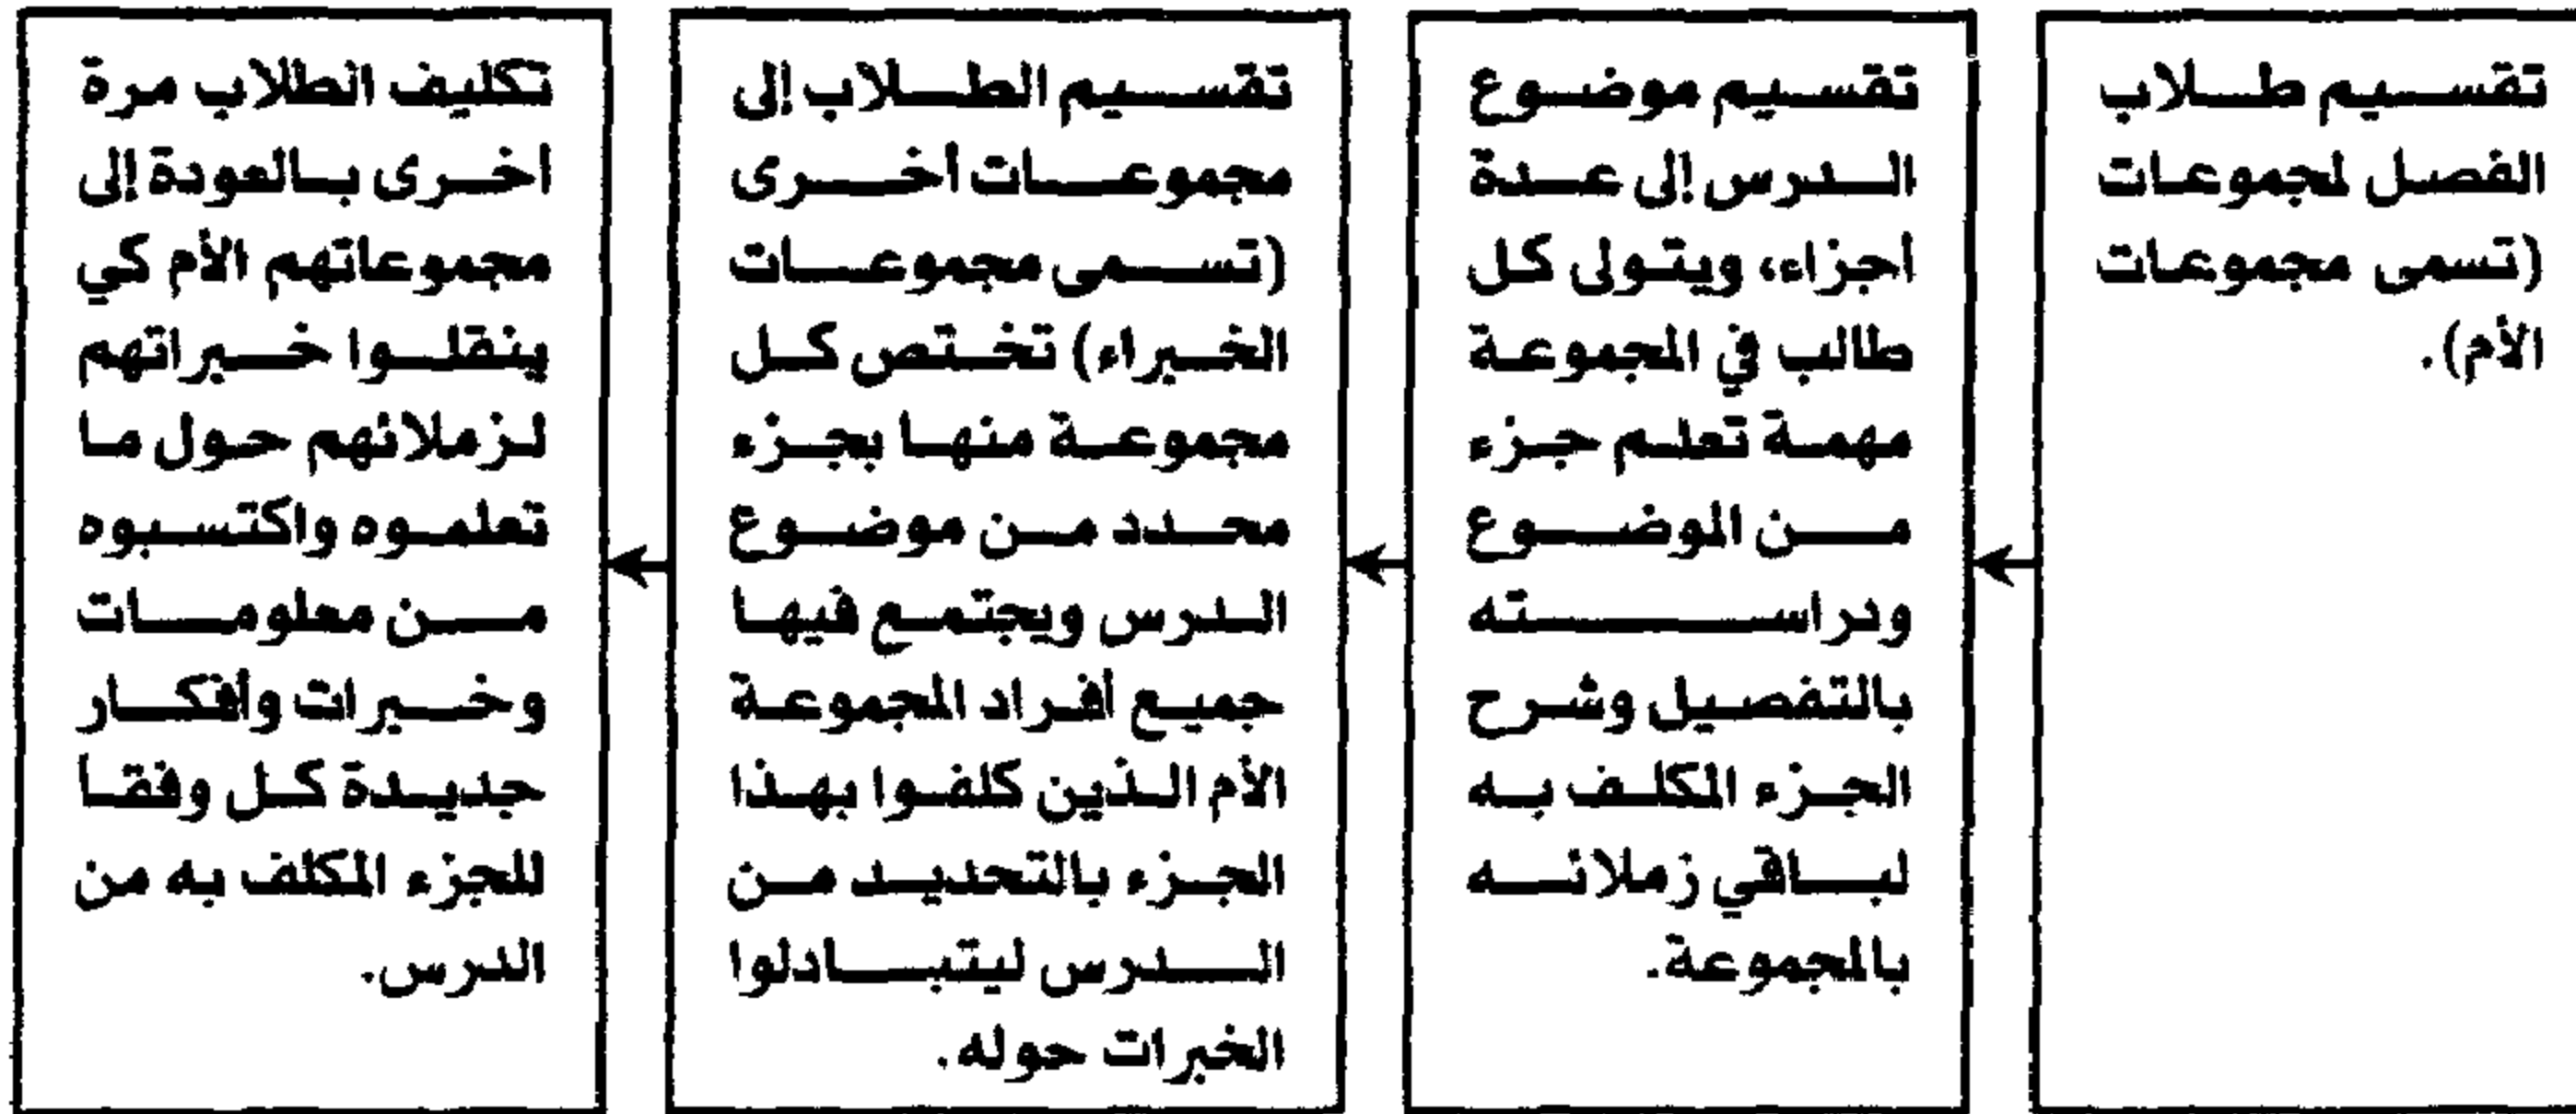 تقسيم طلاب
الفصل لمجموعات
(تسمى مجموعات
الأم).
تقسيم موضوع
الدرس إلى عدة
أجزاء، ويتولى كل
طالب في المجموعة
مهمة تعلم جزء
من الموضوع
ودراسته
بالتفصيل وشرح
الجزء المكلف به
لباقي زملائه
بالمجموعة.
تقسيم الطلاب إلى
مجموعات أخرى
(تسمى مجموعات
الخبراء) تختص كل
مجموعة منها بجزء
محدد من موضوع
الدرس ويجتمع فيها
جميع أفراد المجموعة
الأم الذين كلفوا بهذا
الجزء بالتحديد من
الدرس ليتبادلوا
الخبرات حوله.
تكليف الطلاب مرة
أخرى بالعودة إلى
مجموعاتهم الأم كي
ينقلوا خبراتهم
لزملائهم حول ما
تعلموه واكتسبوه
من معلومات
وخبرات وأفكار
جديدة كل وفقا
للجزء المكلف به من
الدرس.